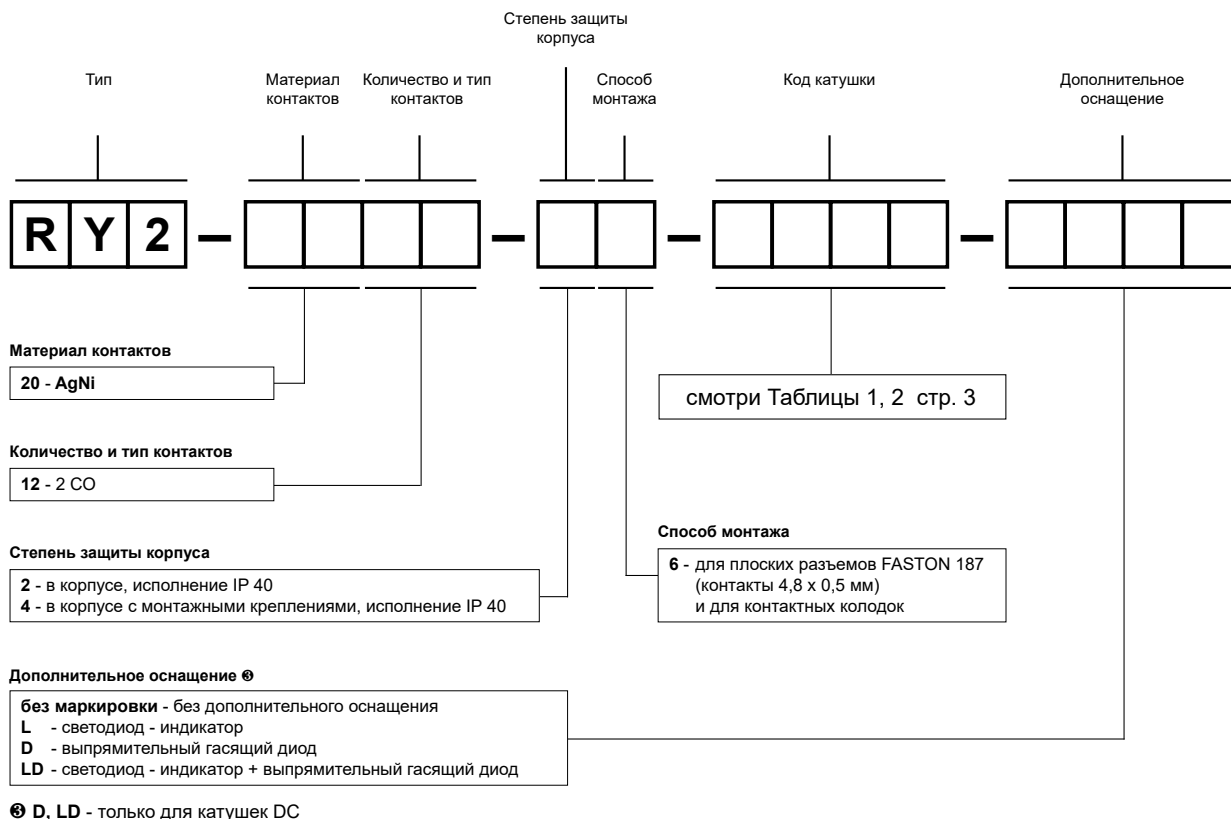 Степень защиты
корпуса
Тип
Материал
контактов
Количество и тип
контактов
Способ
монтажа
Код катушки
Дополнительное
оснащение
R Y 2 – – – –
Материал контактов
20 - AgNi
смотри Таблицы 1, 2 стр. 3
Количество и тип контактов
12 - 2 CO
Степень защиты корпуса
2 - в корпусе, исполнение IP 40
4 - в корпусе с монтажными креплениями, исполнение IP 40
Способ монтажа
6 - для плоских разъемов FASTON 187
(контакты 4,8 x 0,5 мм)
и для контактных колодок
Дополнительное оснащение ❸
без маркировки - без дополнительного оснащения
L - светодиод - индикатор
D - выпрямительный гасящий диод
LD - светодиод - индикатор + выпрямительный гасящий диод
❸ D, LD - только для катушек DC